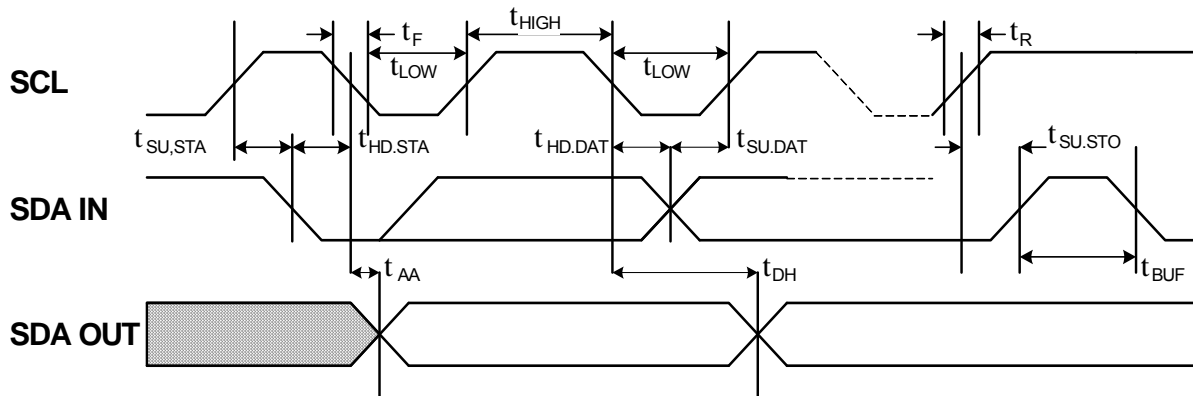 tHIGH
tF
tR
tLOW
tLOW
SCL
tSU,STA
tHD.STA
tHD.DAT
tSU.DAT
tSU.STO
SDA IN
tAA
tDH
tBUF
SDA OUT